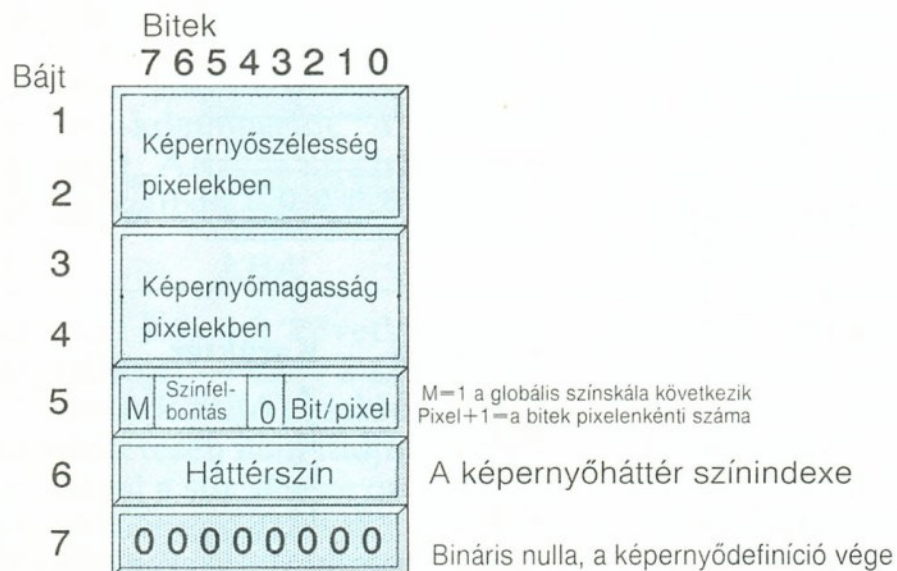 Bitek
7 6 5 4 3 2 1 0
Bájt
1
Képernyőszélesség
2
pixelekben
3
Képernyőmagasság
4
pixelekben
5
M
Színfel-
bontás
0
Bit/pixel
M=1 a globális színskála következik
Pixel+1=a bitek pixelenkénti száma
6
Háttérszín
A képernyőháttér színindexe
7
0 0 0 0 0 0 0 0
Bináris nulla, a képernyődefiníció vége